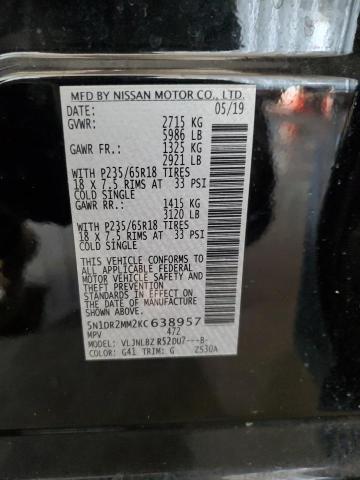 MFD BY NISSAN MOTOR CO., LTD.
DATE: 05/19
GVWR: 2715 KG
5986 LB
GAWR FR.: 1325 KG
2921 LB
WITH P235/65R18 TIRES
18 X 7.5 RIMS AT 33 PSI
COLD SINGLE
GAWR RR.: 1415 KG
3120 LB
WITH P235/65R18 TIRES
18 X 7.5 RIMS AT 33 PSI
COLD SINGLE
THIS VEHICLE CONFORMS TO
ALL APPLICABLE FEDERAL
MOTOR VEHICLE SAFETY AND
THEFT PREVENTION
STANDARDS IN EFFECT ON
THE DATE OF MANUFACTURE
SHOWN ABOVE
5N1DR2MM2KC638957
MPV 472
MODEL: VLJNLBZ R52DU7---B-
COLOR: G41 TRIM: G ZS30A